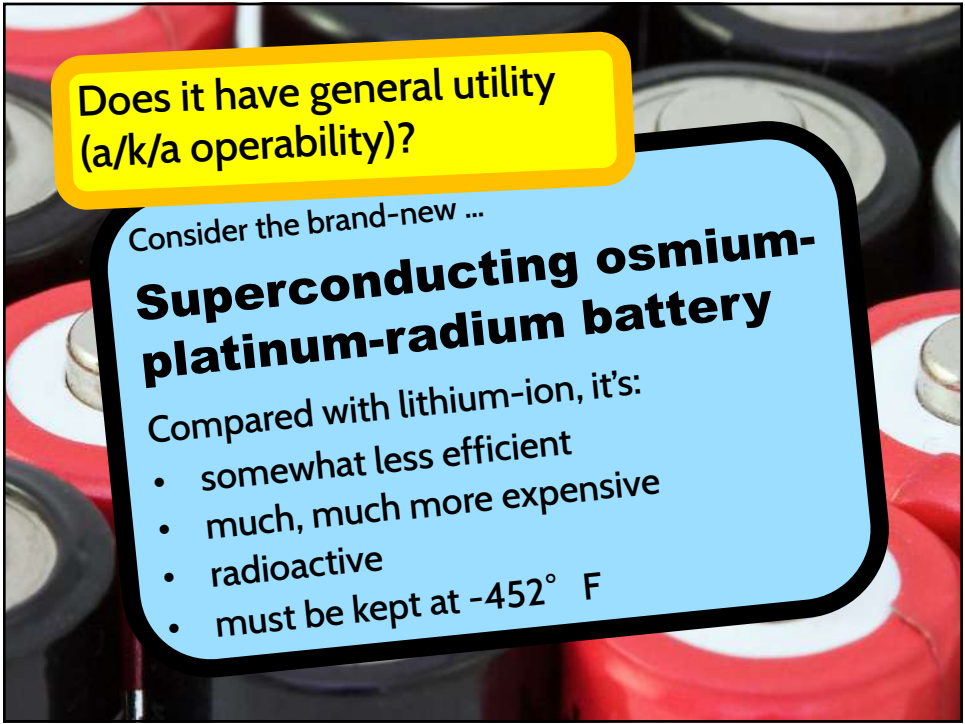 Does it have general utility
(a/k/a operability)?
Consider the brand-new ...
Superconducting osmium-
platinum-radium battery
Compared with lithium-ion, it’s:
• somewhat less efficient
• much, much more expensive
• radioactive
• must be kept at -452° F